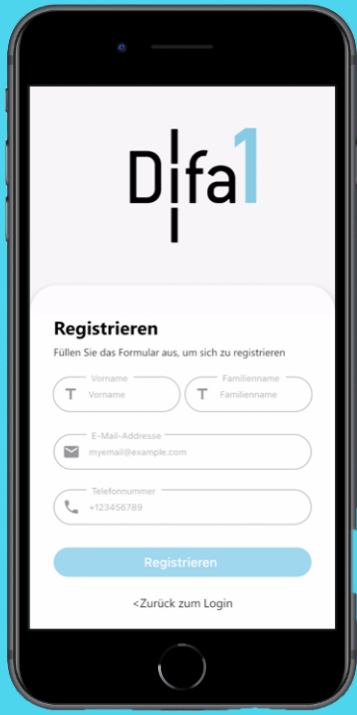 Difa1
Registrieren
Füllen Sie das Formular aus, um sich zu registrieren
Vorname Familienname
T Vorname T Familienname
E-Mail-Addresse
myemail@example.com
Telefonnummer
+123456789
Registrieren
<Zurück zum Login